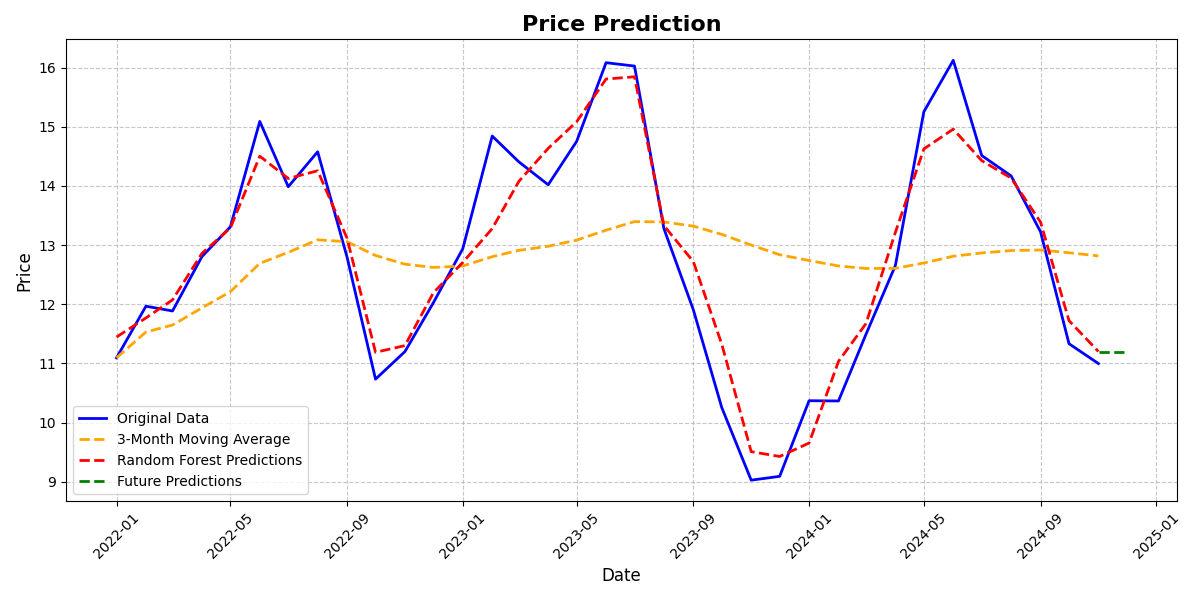 Price Prediction
Price
16
15
14
13
12
11
10
9
Original Data
3-Month Moving Average
Random Forest Predictions
Future Predictions
2022-01
2022-05
2022-09
2023-01
2023-05
2023-09
2024-01
2024-05
2024-09
2025-01
Date